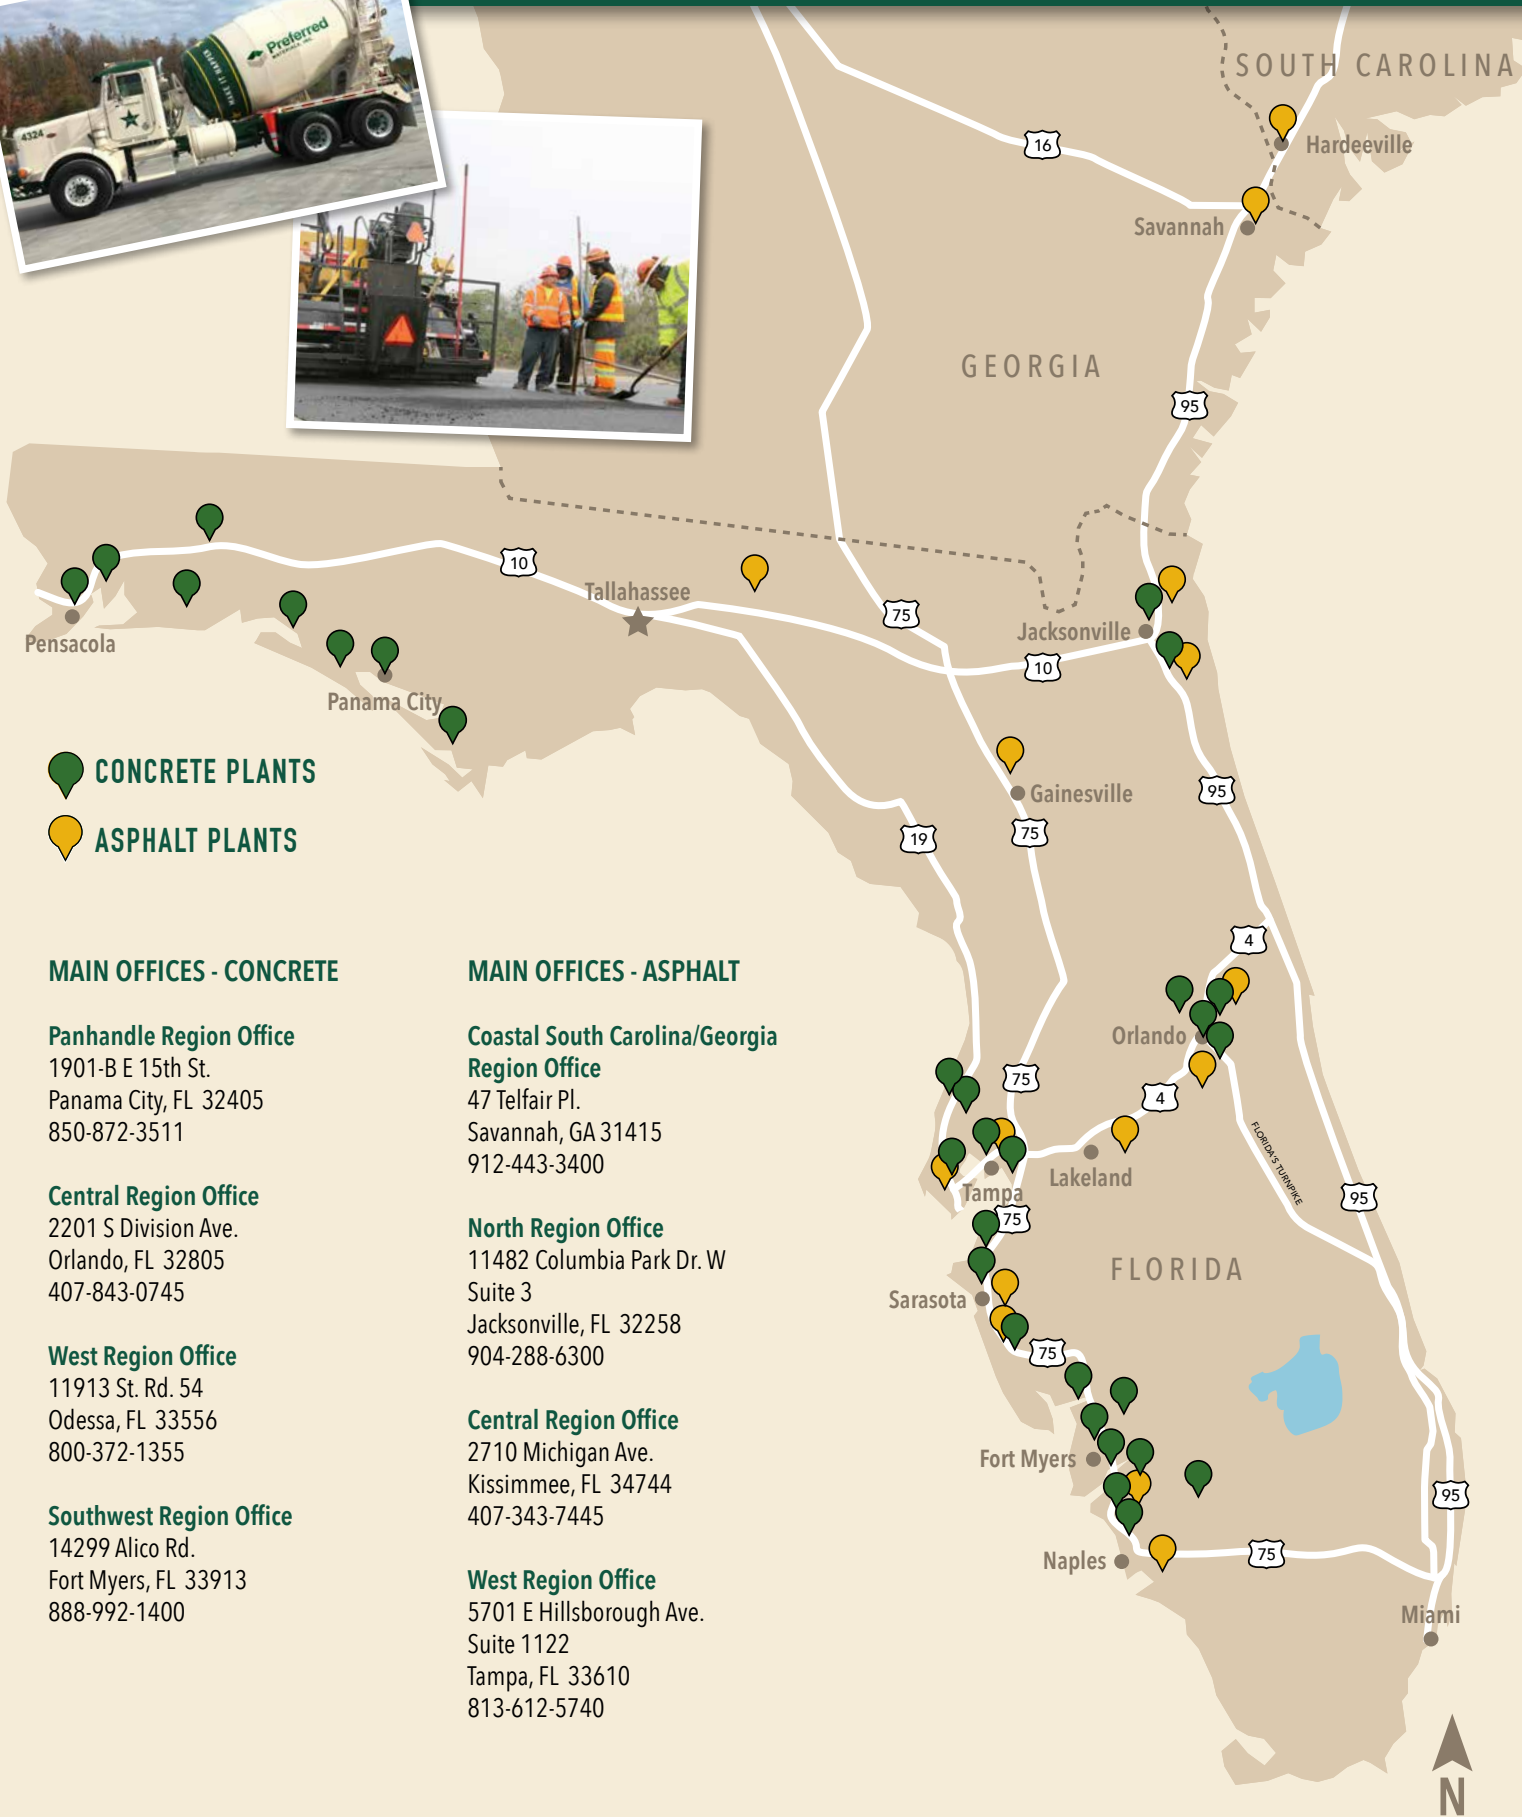 Preferred
MATERIALS, INC.
MAKE IT HAPPEN
4324
SOUTH CAROLINA
Hardeeville
16
Savannah
GEORGIA
95
10
Tallahassee
75
Jacksonville
10
Pensacola
Panama City
CONCRETE PLANTS
ASPHALT PLANTS
Gainesville
95
75
19
4
Orlando
75
4
Lakeland
Tampa
FLORIDA'S TURNPIKE
95
75
FLORIDA
Sarasota
75
Fort Myers
95
Naples
75
Miami
N
MAIN OFFICES - CONCRETE
Panhandle Region Office
1901-B E 15th St.
Panama City, FL 32405
850-872-3511
Central Region Office
2201 S Division Ave.
Orlando, FL 32805
407-843-0745
West Region Office
11913 St. Rd. 54
Odessa, FL 33556
800-372-1355
Southwest Region Office
14299 Alico Rd.
Fort Myers, FL 33913
888-992-1400
MAIN OFFICES - ASPHALT
Coastal South Carolina/Georgia
Region Office
47 Telfair Pl.
Savannah, GA 31415
912-443-3400
North Region Office
11482 Columbia Park Dr. W
Suite 3
Jacksonville, FL 32258
904-288-6300
Central Region Office
2710 Michigan Ave.
Kissimmee, FL 34744
407-343-7445
West Region Office
5701 E Hillsborough Ave.
Suite 1122
Tampa, FL 33610
813-612-5740